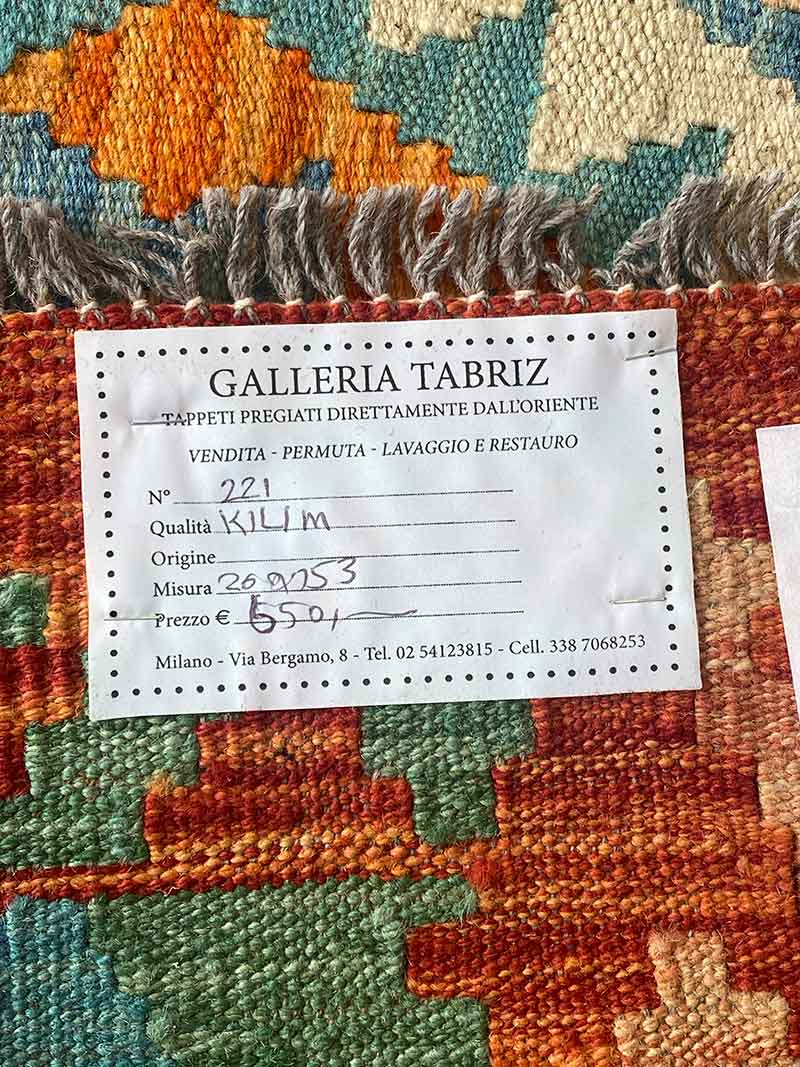 GALLERIA TABRIZ
TAPPETI PREGIATI DIRETTAMENTE DALL'ORIENTE
VENDITA - PERMUTA - LAVAGGIO E RESTAURO
N° 221
Qualità KILIM
Origine
Misura
Prezzo € 650,
Milano - Via Bergamo, 8 - Tel. 02 54123815 - Cell. 338 7068253